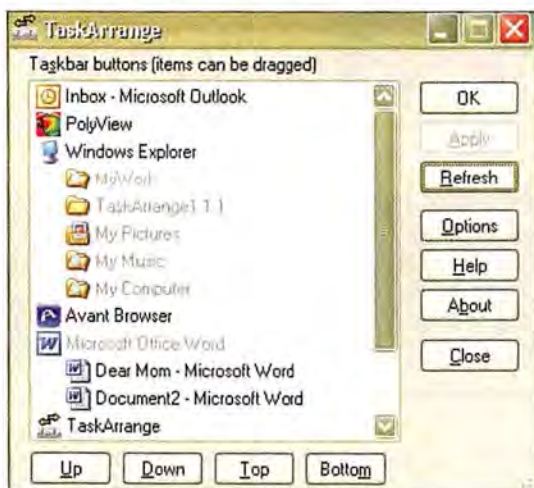 TaskArrange
Taskbar buttons (items can be dragged)
Inbox - Microsoft Outlook
PolyView
Windows Explorer
MyWork
TaskArrange1.1.1
My Pictures
My Music
My Computer
Avant Browser
Microsoft Office Word
Dear Mom - Microsoft Word
Document2 - Microsoft Word
TaskArrange
OK
Apply
Refresh
Options
Help
About
Close
Up
Down
Top
Bottom